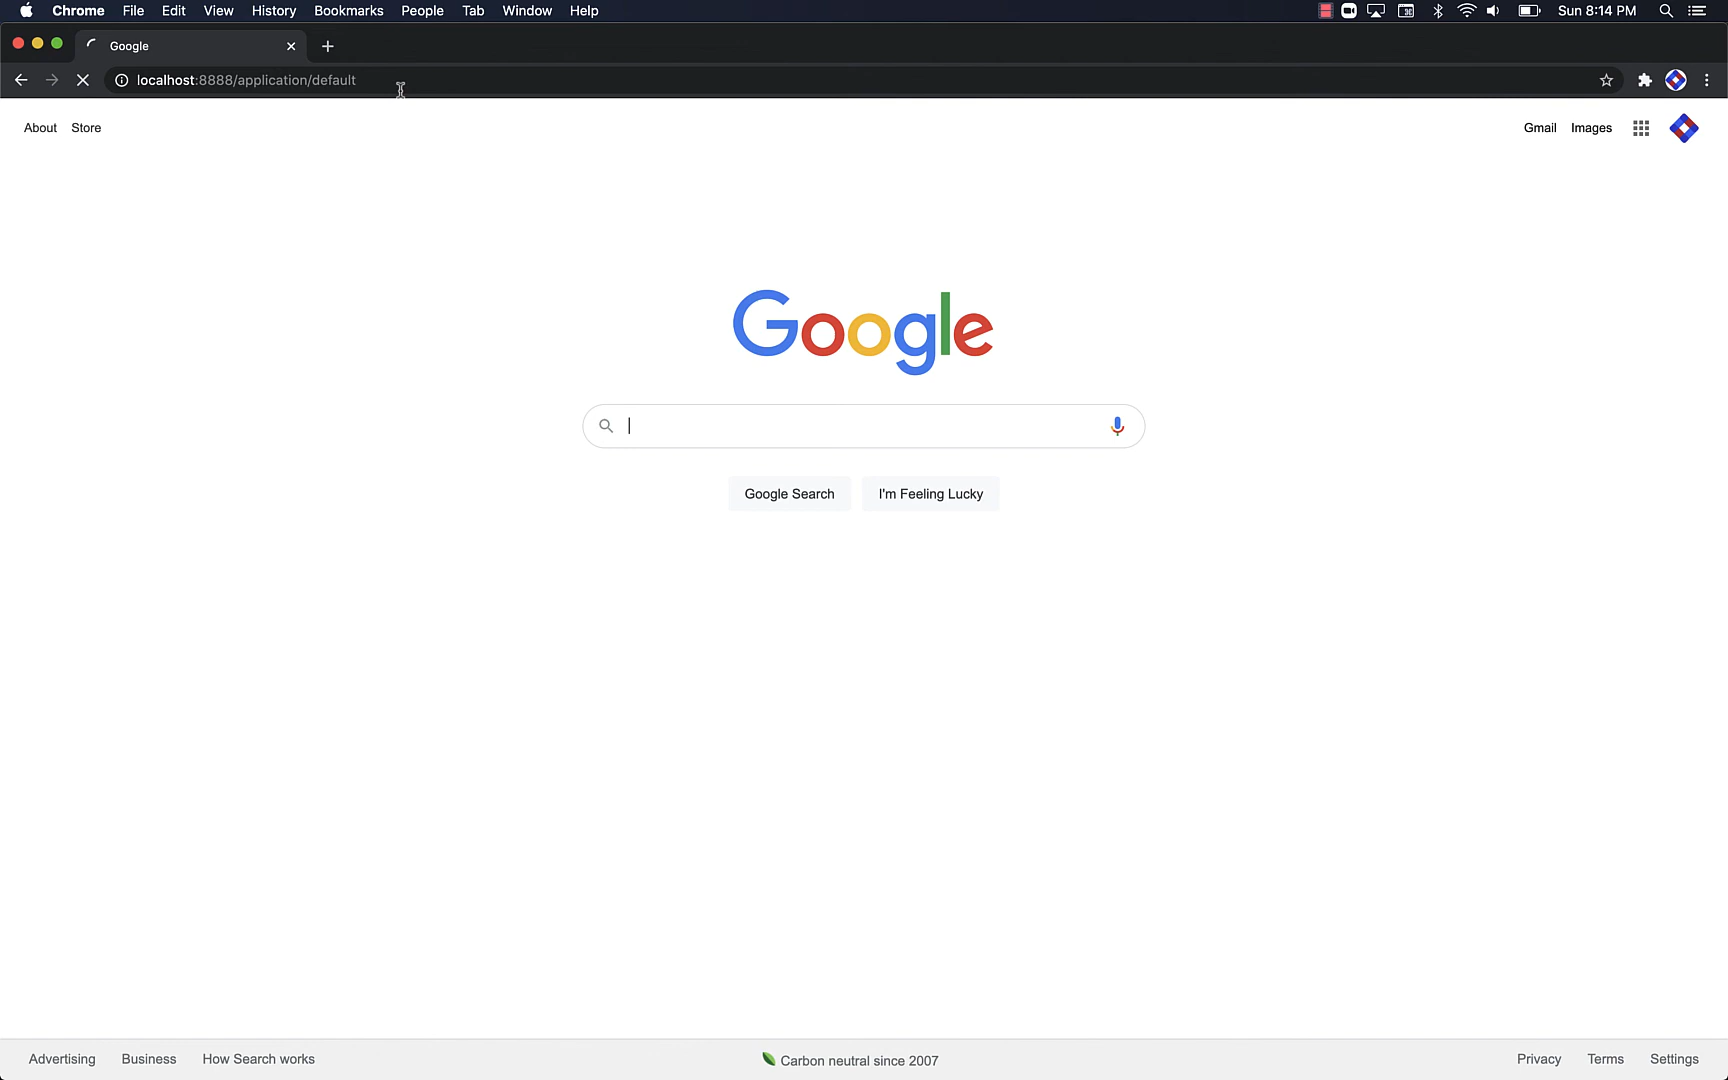 Chrome File Edit View History Bookmarks People Tab Window Help Sun 8:14 PM
Google
localhost:8888/application/default
About Store Gmail Images
Google
Google Search I'm Feeling Lucky
Advertising Business How Search works Carbon neutral since 2007 Privacy Terms Settings